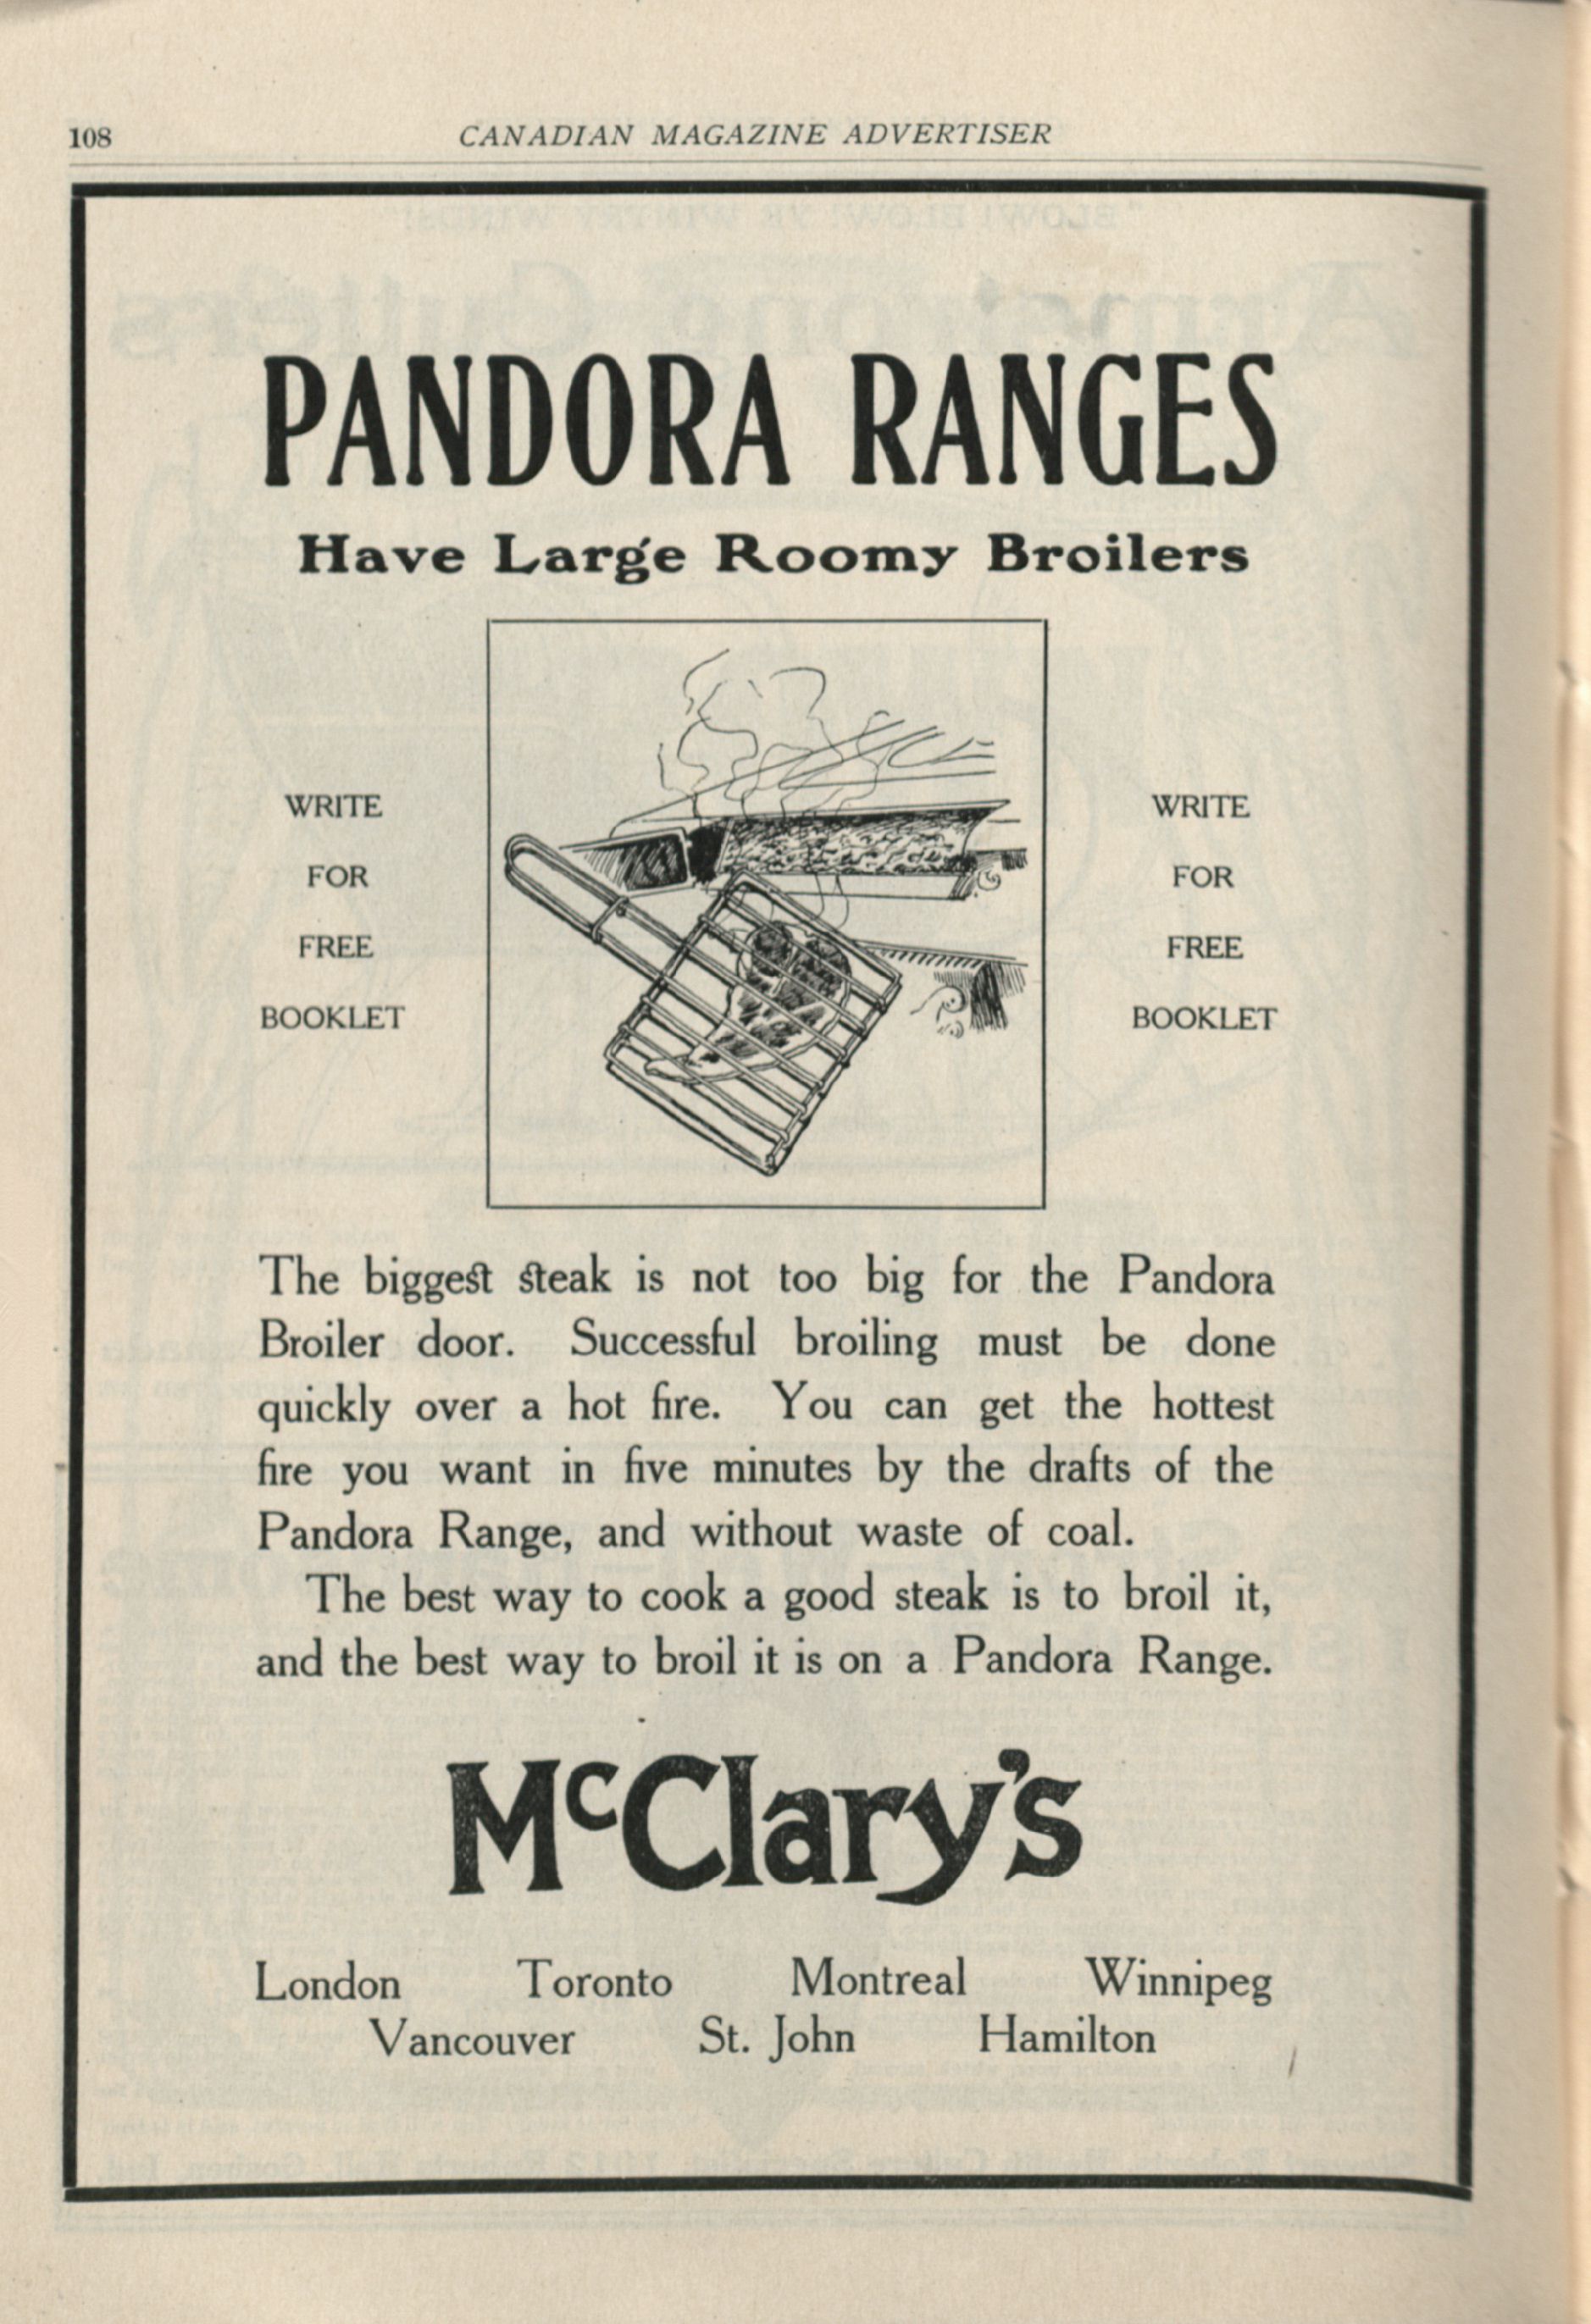 108
CANADIAN MAGAZINE ADVERTISER
PANDORA RANGES
Have Large Roomy Broilers
WRITE
FOR
FREE
BOOKLET
WRITE
FOR
FREE
BOOKLET
The biggest steak is not too big for the Pandora
Broiler door. Successful broiling must be done
quickly over a hot fire. You can get the hottest
fire you want in five minutes by the drafts of the
Pandora Range, and without waste of coal.
The best way to cook a good steak is to broil it,
and the best way to broil it is on a Pandora Range.
McClary's
London Toronto Montreal Winnipeg
Vancouver St. John Hamilton